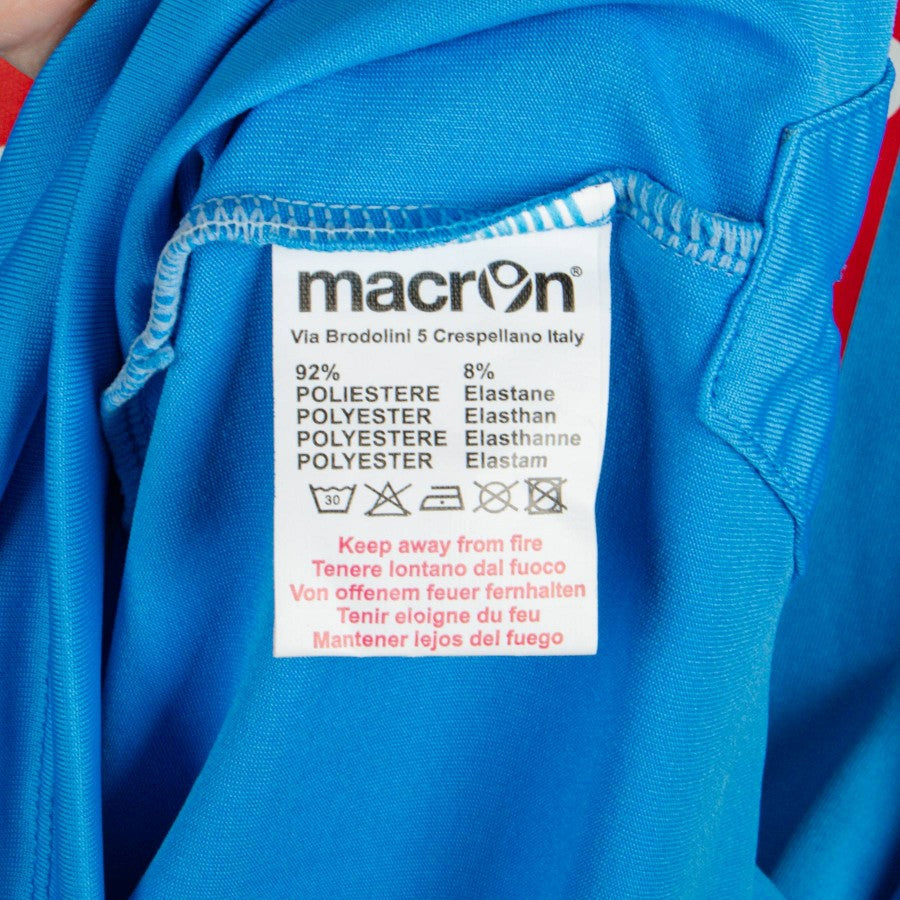 macron®
Via Brodolini 5 Crespellano Italy
92% 8%
POLIESTERE Elastane
POLYESTER Elasthan
POLYESTERE Elasthanne
POLYESTER Elastam
30
Keep away from fire
Tenere lontano dal fuoco
Von offenem feuer fernhalten
Tenir eloigne du feu
Mantener lejos del fuego